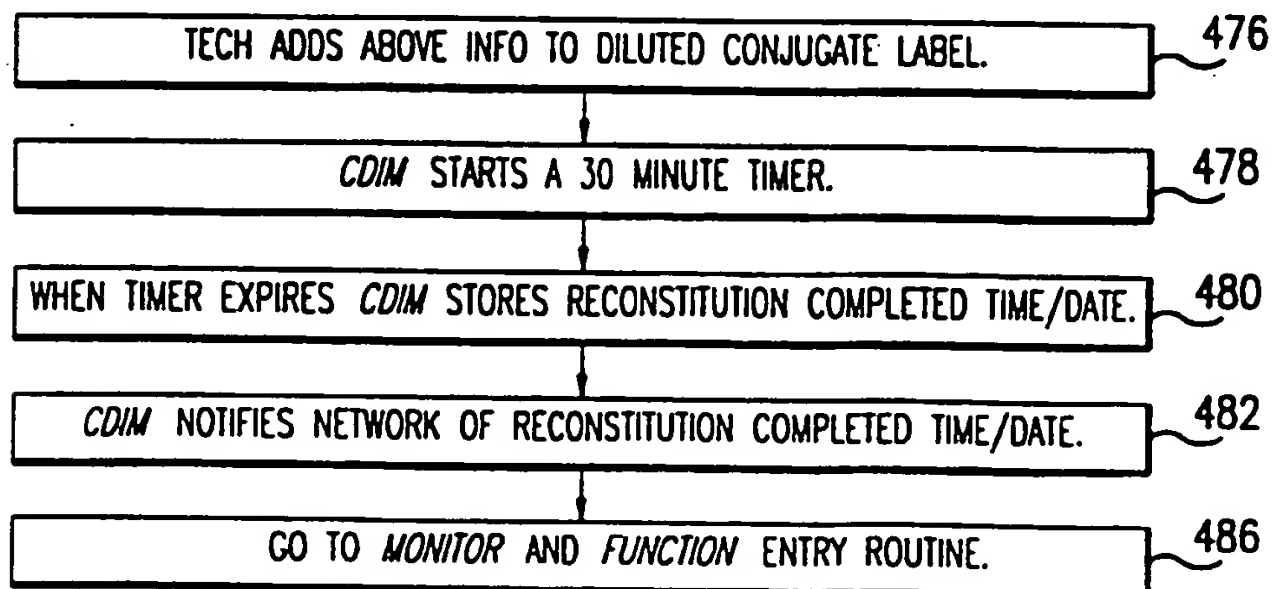 TECH ADDS ABOVE INFO TO DILUTED CONJUGATE LABEL. 476
CDIM STARTS A 30 MINUTE TIMER. 478
WHEN TIMER EXPIRES CDIM STORES RECONSTITUTION COMPLETED TIME/DATE. 480
CDIM NOTIFIES NETWORK OF RECONSTITUTION COMPLETED TIME/DATE. 482
GO TO MONITOR AND FUNCTION ENTRY ROUTINE. 486